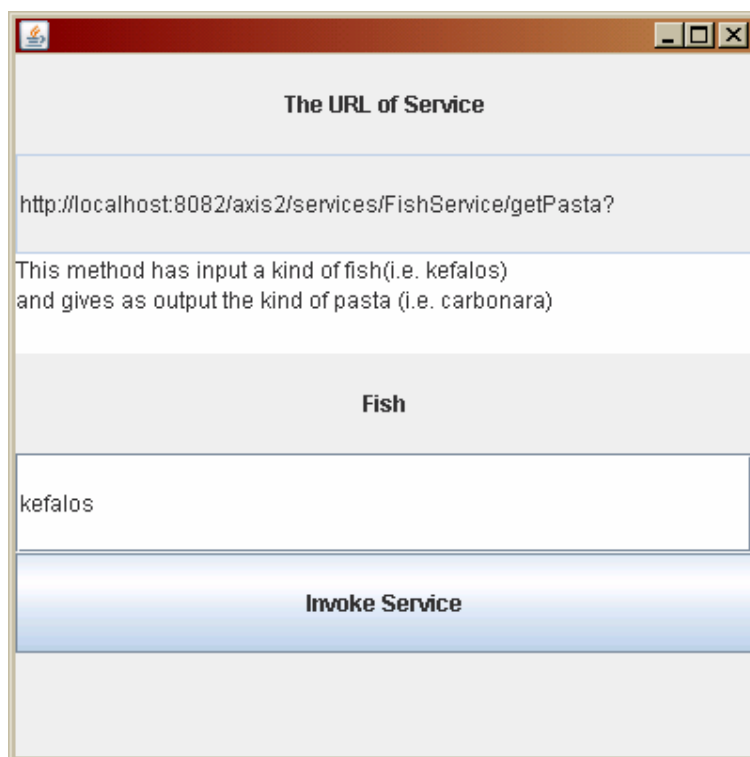 The URL of Service
http://localhost:8082/axis2/services/FishService/getPasta?
This method has input a kind of fish(i.e. kefalos)
and gives as output the kind of pasta (i.e. carbonara)
Fish
kefalos
Invoke Service